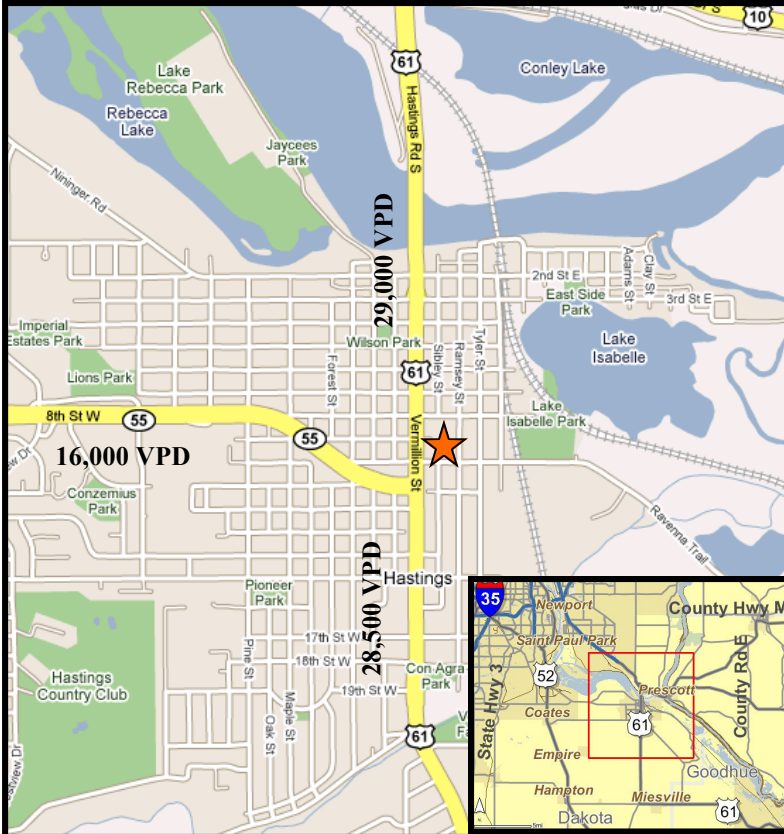 10
61
Hastings Rd S
Conley Lake
Lake
Rebecca Park
Rebecca
Lake
Jaycees
Park
Nininger Rd
29,000 VPD
2nd St E
Adams St
Clay St
3rd St E
East Side
Park
Imperial
Estates Park
Wilson Park
Lake
Isabelle
Forest St
61
Sibley St
Ramsey St
Tyler St
Lions Park
8th St W
55
55
Vermillion St
Lake
Isabelle Park
16,000 VPD
Conzemius
Park
Ravenna Trail
28,500 VPD
Hastings
Pioneer
Park
Pine St
17th St W
18th St W
19th St W
Con Agra
Park
Hastings
Country Club
Maple St
Oak St
61
35
Newport
County Hwy M
Saint Paul Park
State Hwy 3
52
County Rd E
Prescott
Coates
61
Empire
Goodhue
Hampton
Miesville
61
Dakota
5mi